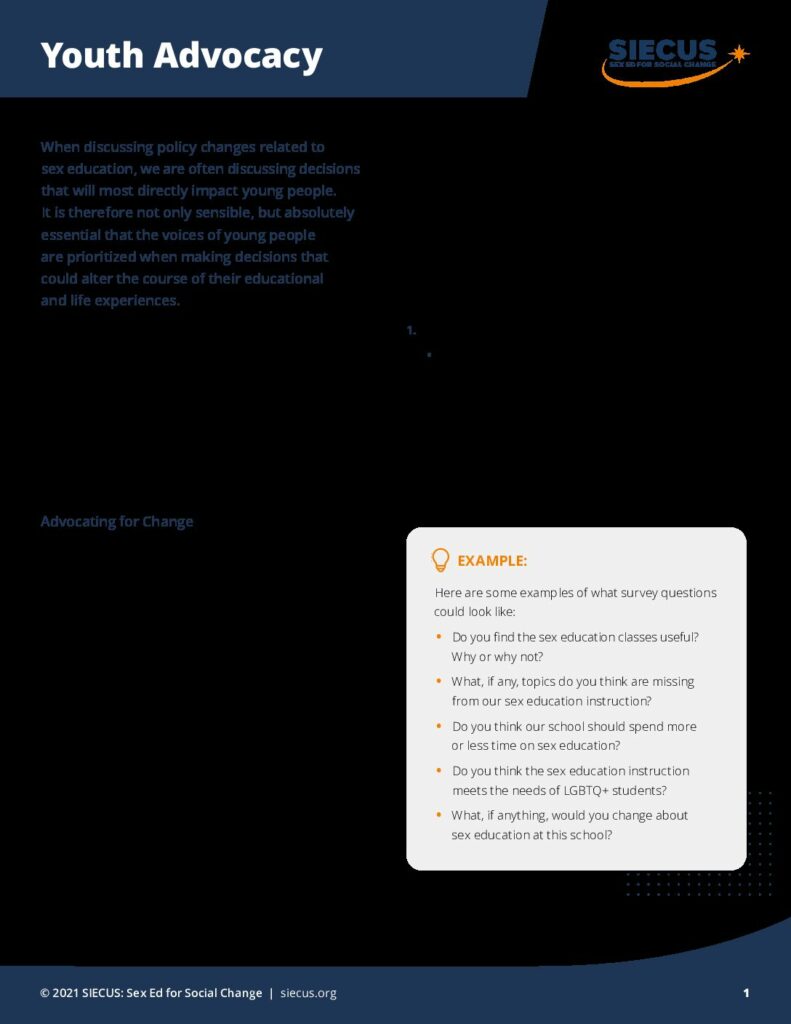 Youth Advocacy
SIECUS
SEX ED FOR SOCIAL CHANGE
When discussing policy changes related to
sex education, we are often discussing decisions
that will most directly impact young people.
It is therefore not only sensible, but absolutely
essential that the voices of young people
are prioritized when making decisions that
could alter the course of their educational
and life experiences.
Advocating for Change
1.
▪
EXAMPLE:
Here are some examples of what survey questions
could look like:
• Do you find the sex education classes useful?
Why or why not?
• What, if any, topics do you think are missing
from our sex education instruction?
• Do you think our school should spend more
or less time on sex education?
• Do you think the sex education instruction
meets the needs of LGBTQ+ students?
• What, if anything, would you change about
sex education at this school?
© 2021 SIECUS: Sex Ed for Social Change | siecus.org
1